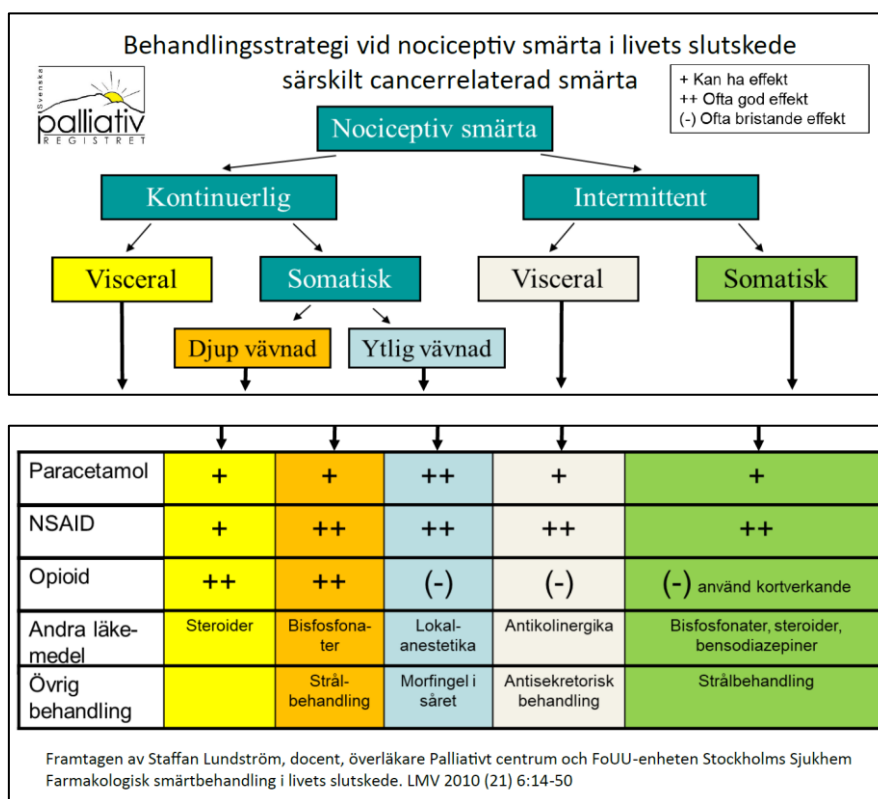 Behandlingsstrategi vid nociceptiv smärta i livets slutskede
särskilt cancerrelaterad smärta
Svenska
palliativ
REGISTRET
+ Kan ha effekt
++ Ofta god effekt
(-) Ofta bristande effekt
Nociceptiv smärta
Kontinuerlig
Intermittent
Visceral
Somatisk
Visceral
Somatisk
Djup vävnad
Ytlig vävnad
Paracetamol + + ++ + +
NSAID + ++ ++ ++ ++
Opioid ++ ++ (-) (-) (-) använd kortverkande
Andra läke-
medel
Steroider
Bisfosfona-
ter
Lokal-
anestetika
Antikolinergika
Bisfosfonater, steroider,
bensodiazepiner
Övrig
behandling
Strål-
behandling
Morfingel i
såret
Antisekretorisk
behandling
Strålbehandling
Framtagen av Staffan Lundström, docent, överläkare Palliativt centrum och FoUU-enheten Stockholms Sjukhem
Farmakologisk smärtbehandling i livets slutskede. LMV 2010 (21) 6:14-50